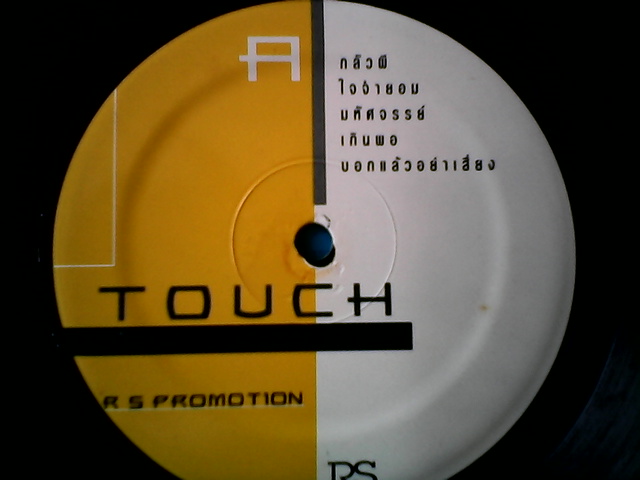 A
กลัวผี
ใจง่ายยอม
มหัศจรรย์
เกินพอ
บอกแล้วอย่าเสี่ยง
TOUCH
R S PROMOTION
RS